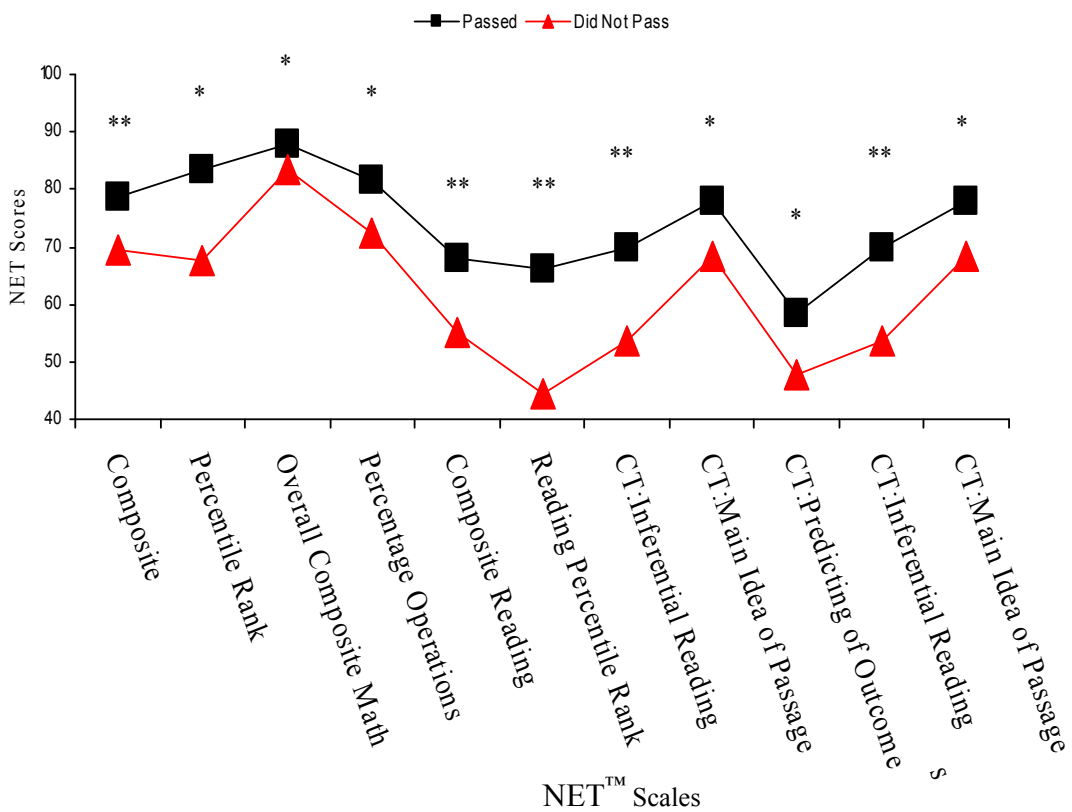 Passed Did Not Pass
100
90
80
70
60
50
40
NET Scores
*
*
*
**
*
*
**
**
**
**
*
Composite
Percentile Rank
Overall Composite Math
Percentage Operations
Composite Reading
Reading Percentile Rank
CT:Inferential Reading
CT:Main Idea of Passage
CT:Predicting of Outcome
s
CT:Inferential Reading
CT:Main Idea of Passage
NET™ Scales